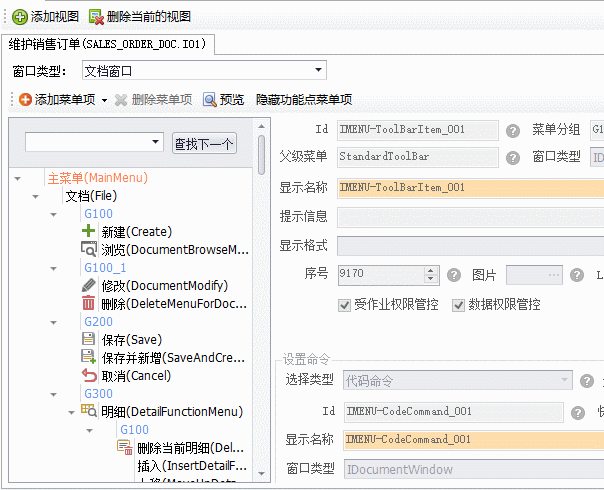 添加视图 删除当前的视图
维护销售订单(SALES_ORDER_DOC.I01)
窗口类型: 文档窗口
添加菜单项 删除菜单项 预览 隐藏功能点菜单项
查找下一个
主菜单(MainMenu)
文档(File)
G100
新建(Create)
浏览(DocumentBrowseM...
G100_1
修改(DocumentModify)
删除(DeleteMenuForDoc...
G200
保存(Save)
保存并新增(SaveAndCre...
取消(Cancel)
G300
明细(DetailFunctionMenu)
G100
删除当前明细(Del...
插入(InsertDetailF...
Id IMENU-ToolBarItem_001 菜单分组 G1
父级菜单 StandardToolBar 窗口类型 ID
显示名称 IMENU-ToolBarItem_001
提示信息
显示格式
序号 9170 图片 ... L
受作业权限管控 数据权限管控
设置命令
选择类型 代码命令
Id IMENU-CodeCommand_001
显示名称 IMENU-CodeCommand_001
窗口类型 IDocumentWindow